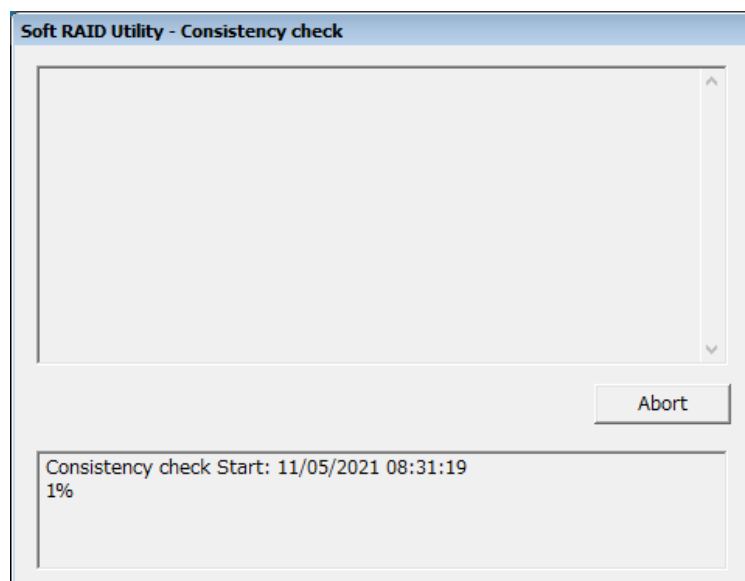 Soft RAID Utility - Consistency check
Abort
Consistency check Start: 11/05/2021 08:31:19
1%